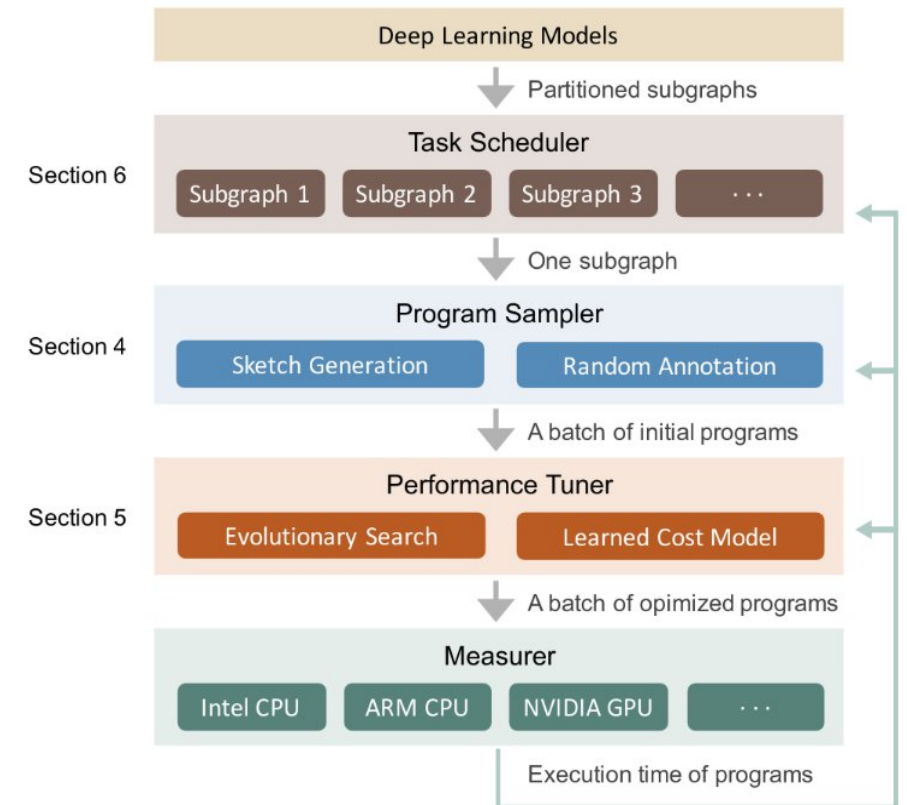 Deep Learning Models
Partitioned subgraphs
Task Scheduler
Section 6
Subgraph 1 Subgraph 2 Subgraph 3 ···
One subgraph
Program Sampler
Section 4
Sketch Generation Random Annotation
A batch of initial programs
Performance Tuner
Section 5
Evolutionary Search Learned Cost Model
A batch of opimized programs
Measurer
Intel CPU ARM CPU NVIDIA GPU ···
Execution time of programs